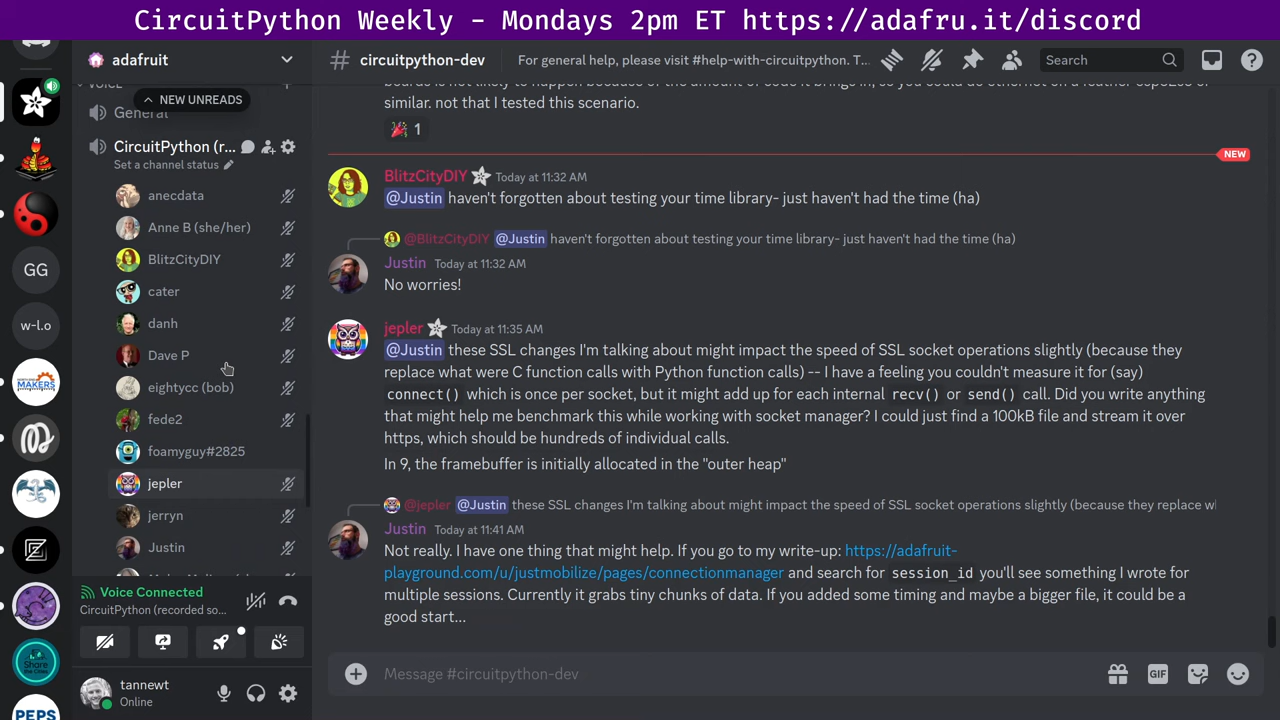 CircuitPython Weekly - Mondays 2pm ET https://adafru.it/discord
adafruit
VOICE
NEW UNREADS
General
CircuitPython (r...
Set a channel status
anecdata
Anne B (she/her)
BlitzCityDIY
cater
danh
Dave P
eightycc (bob)
fede2
foamyguy#2825
jepler
jerryn
Justin
Voice Connected
CircuitPython (recorded so...
tannewt
Online
GG
w-l.o
MAKERS
Share
PEPS
# circuitpython-dev
For general help, please visit #help-with-circuitpython. T...
Search
similar. not that I tested this scenario.
1
NEW
BlitzCityDIY Today at 11:32 AM
@Justin haven't forgotten about testing your time library- just haven't had the time (ha)
@BlitzCityDIY @Justin haven't forgotten about testing your time library- just haven't had the time (ha)
Justin Today at 11:32 AM
No worries!
jepler Today at 11:35 AM
@Justin these SSL changes I'm talking about might impact the speed of SSL socket operations slightly (because they
replace what were C function calls with Python function calls) -- I have a feeling you couldn't measure it for (say)
connect() which is once per socket, but it might add up for each internal recv() or send() call. Did you write anything
that might help me benchmark this while working with socket manager? I could just find a 100kB file and stream it over
https, which should be hundreds of individual calls.
In 9, the framebuffer is initially allocated in the "outer heap"
@jepler @Justin these SSL changes I'm talking about might impact the speed of SSL socket operations slightly (because they replace w
Justin Today at 11:41 AM
Not really. I have one thing that might help. If you go to my write-up: https://adafruit-
playground.com/u/justmobilize/pages/connectionmanager and search for session_id you'll see something I wrote for
multiple sessions. Currently it grabs tiny chunks of data. If you added some timing and maybe a bigger file, it could be a
good start...
Message #circuitpython-dev
GIF